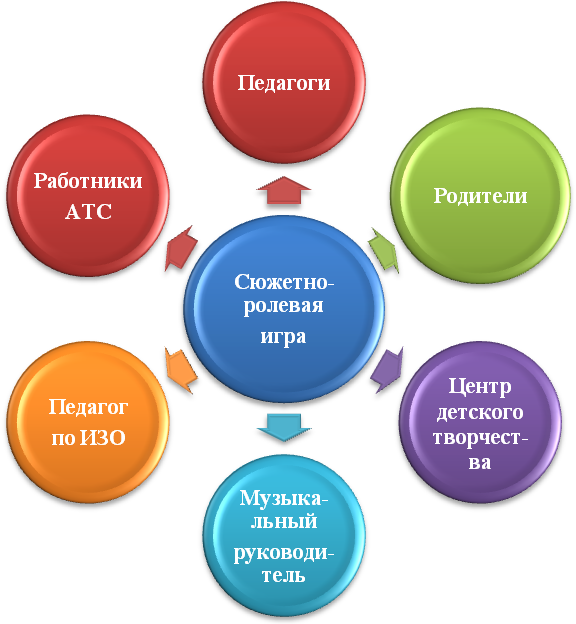 Педагоги
Работники
АТС
Родители
Сюжетно-
ролевая
игра
Педагог
по ИЗО
Центр
детского
творчест-
ва
Музыка-
льный
руководи-
тель